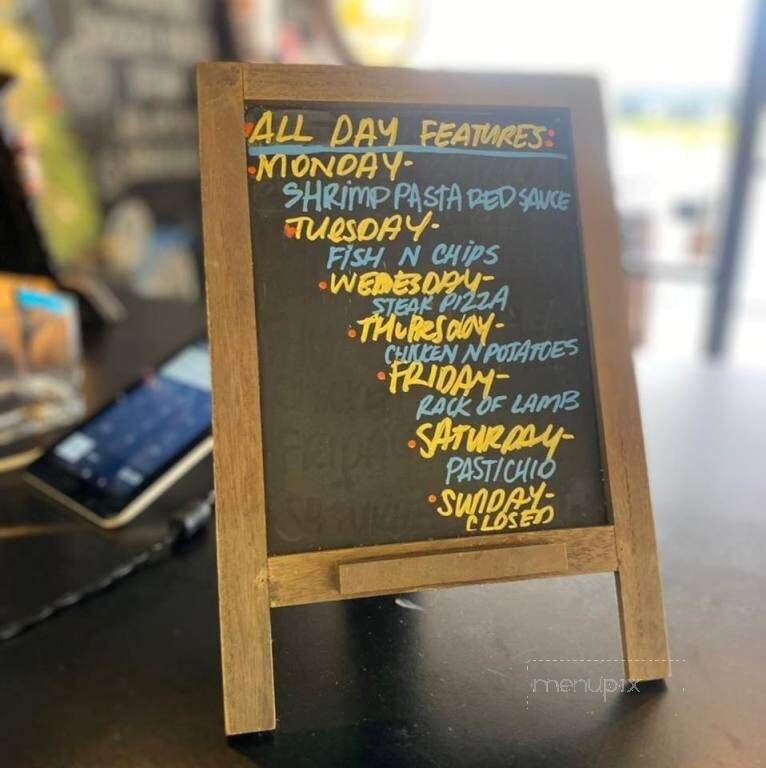 ALL DAY FEATURES:
MONDAY-
SHRIMP PASTA RED SAUCE
TUESDAY-
FISH N CHIPS
WEDESDAY-
STEAK PIZZA
THURSDAY-
CHICKEN N POTATOES
FRIDAY-
RACK OF LAMB
SATURDAY-
PASTICHIO
SUNDAY-
CLOSED
menupix